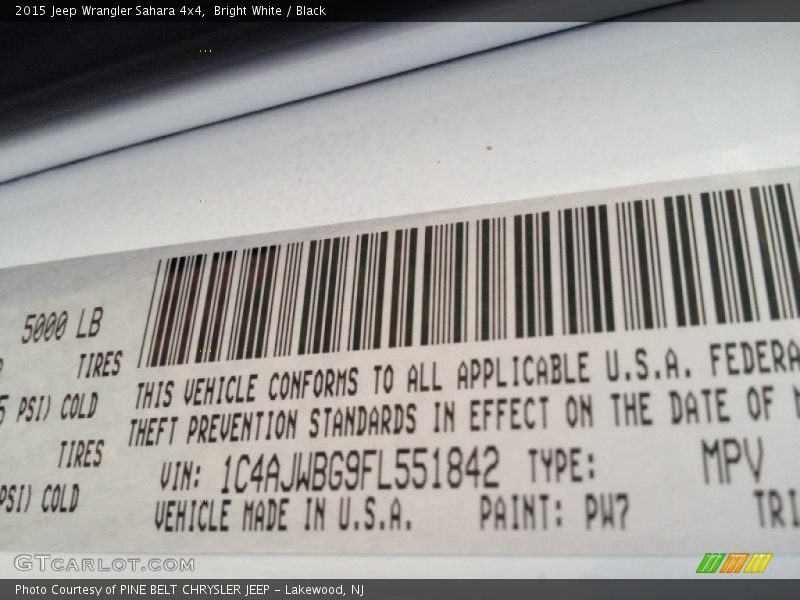 2015 Jeep Wrangler Sahara 4x4, Bright White / Black
5000 LB
TIRES
PSI) COLD
TIRES
PSI) COLD
THIS VEHICLE CONFORMS TO ALL APPLICABLE U.S.A. FEDERA
THEFT PREVENTION STANDARDS IN EFFECT ON THE DATE OF
VIN: 1C4AJWBG9FL551842 TYPE: MPV
VEHICLE MADE IN U.S.A. PAINT: PW7 TRI
GTCARLOT.COM
Photo Courtesy of PINE BELT CHRYSLER JEEP - Lakewood, NJ